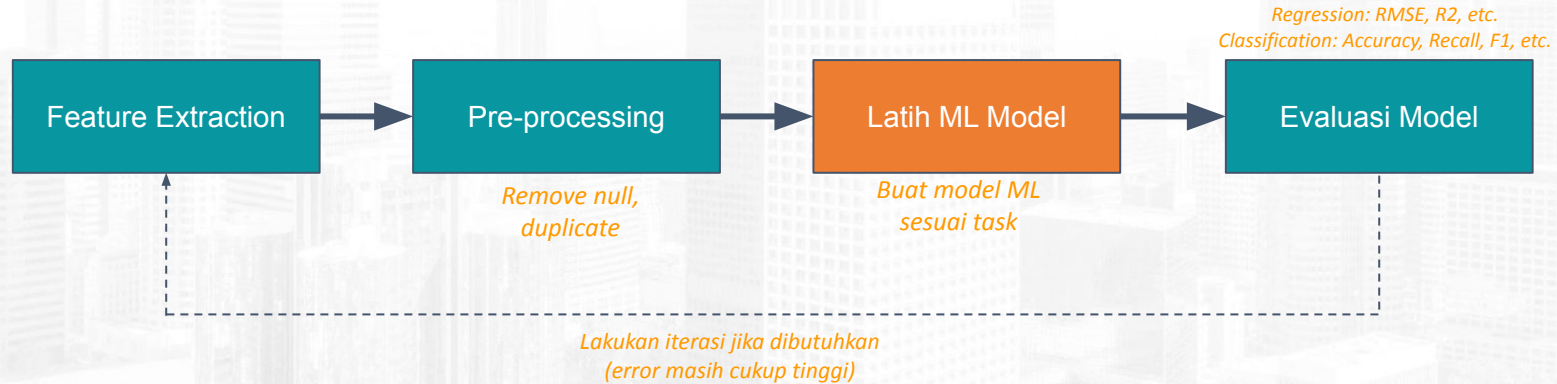 Regression: RMSE, R2, etc.
Classification: Accuracy, Recall, F1, etc.
Feature Extraction
Pre-processing
Latih ML Model
Evaluasi Model
Remove null,
duplicate
Buat model ML
sesuai task
Lakukan iterasi jika dibutuhkan
(error masih cukup tinggi)